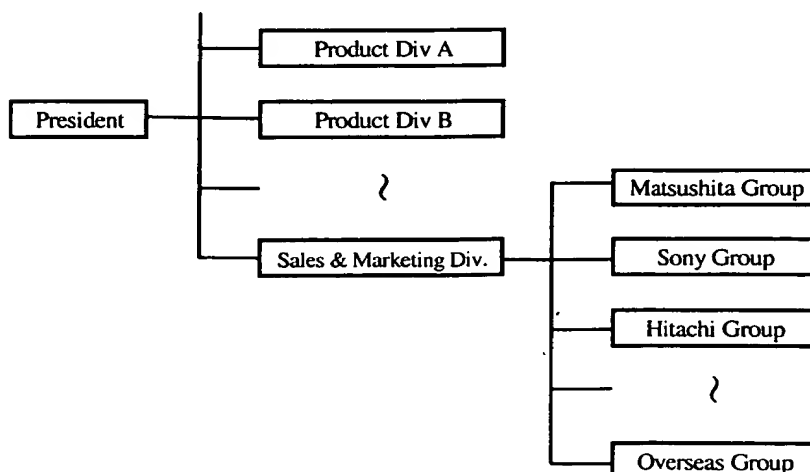 Product Div A
President
Product Div B
Matsushita Group
Sales & Marketing Div.
Sony Group
Hitachi Group
Overseas Group